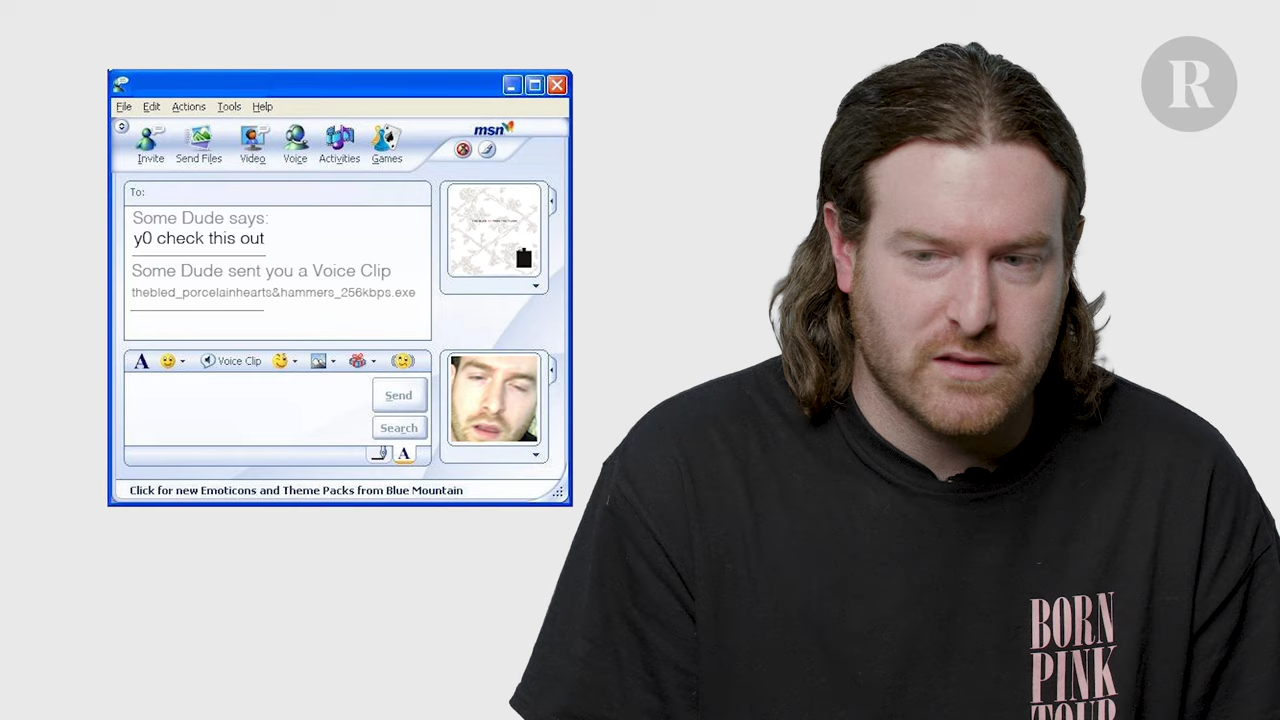 R
File Edit Actions Tools Help
msn
Invite Send Files Video Voice Activities Games
To:
Some Dude says:
y0 check this out
Some Dude sent you a Voice Clip
thebled_porcelainhearts&hammers_256kbps.exe
A Voice Clip
Send
Search
A
Click for new Emoticons and Theme Packs from Blue Mountain
BORN
PINK
TOUR